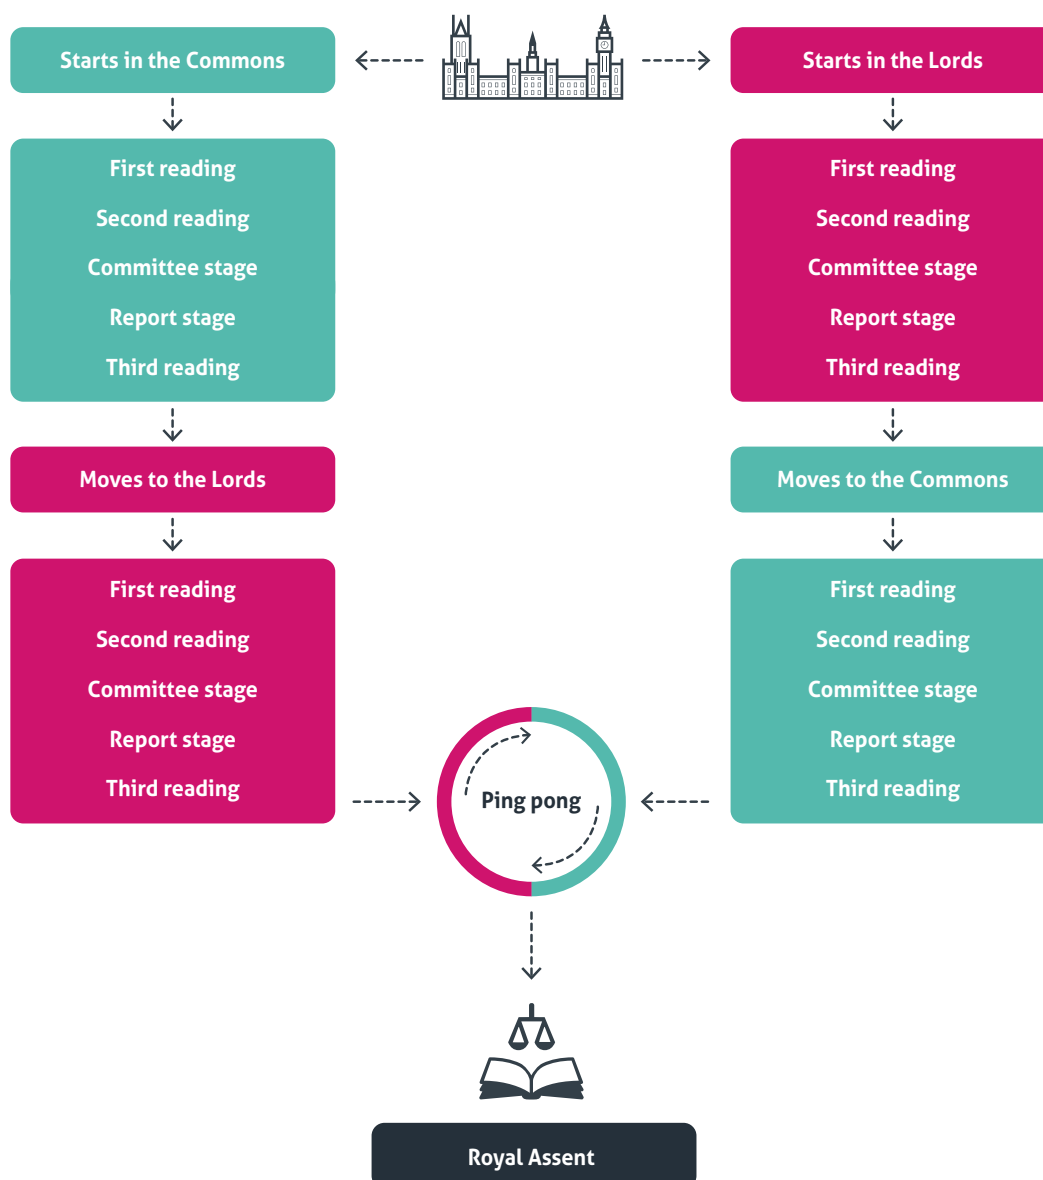 Starts in the Commons
First reading
Second reading
Committee stage
Report stage
Third reading
Moves to the Lords
First reading
Second reading
Committee stage
Report stage
Third reading
Starts in the Lords
First reading
Second reading
Committee stage
Report stage
Third reading
Moves to the Commons
First reading
Second reading
Committee stage
Report stage
Third reading
Ping pong
Royal Assent